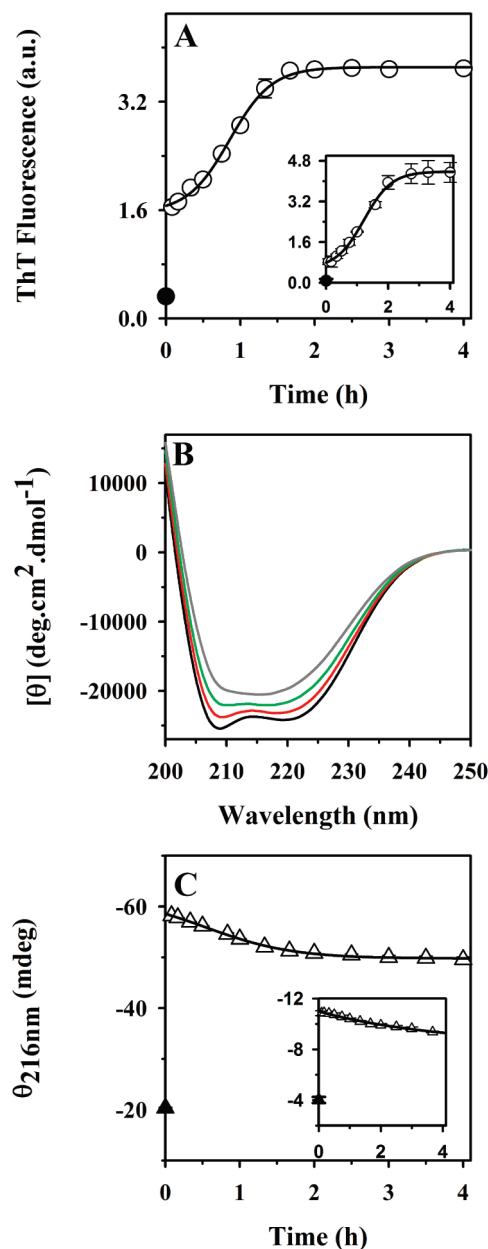 A
ThT Fluorescence (a.u.)
3.2
1.6
0.0
4.8
3.2
1.6
0.0
0 2 4
0 1 2 3 4
Time (h)
B
[θ] (deg.cm².dmol⁻¹)
10000
0
-10000
-20000
200 210 220 230 240 250
Wavelength (nm)
C
θ216nm (mdeg)
-60
-40
-20
-12
-8
-4
0 2 4
0 1 2 3 4
Time (h)